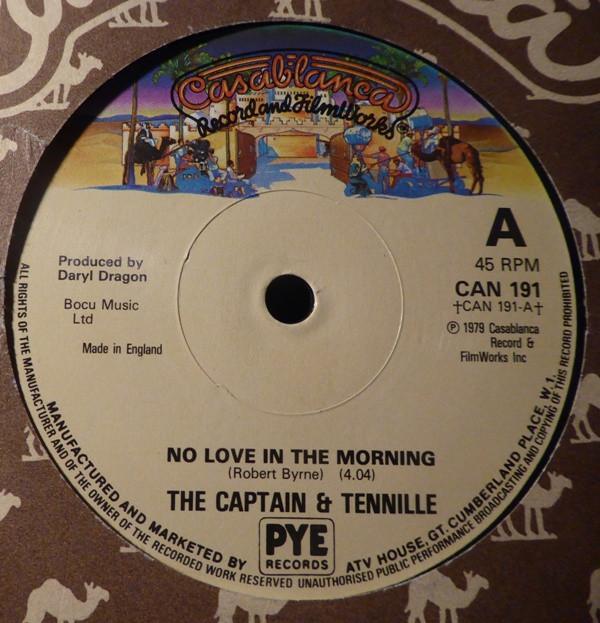 Casablanca
Record and FilmWorks ®
A
45 RPM
CAN 191
†CAN 191-A†
Ⓟ 1979 Casablanca
Record &
FilmWorks Inc
Produced by
Daryl Dragon
Bocu Music
Ltd
Made in England
NO LOVE IN THE MORNING
(Robert Byrne) (4.04)
THE CAPTAIN & TENNILLE
MANUFACTURED AND MARKETED BY
PYE
RECORDS
ATV HOUSE, GT. CUMBERLAND PLACE, W.1.
ALL RIGHTS OF THE MANUFACTURER AND OF THE OWNER OF THE RECORDED WORK RESERVED UNAUTHORISED PUBLIC PERFORMANCE BROADCASTING AND COPYING OF THIS RECORD PROHIBITED